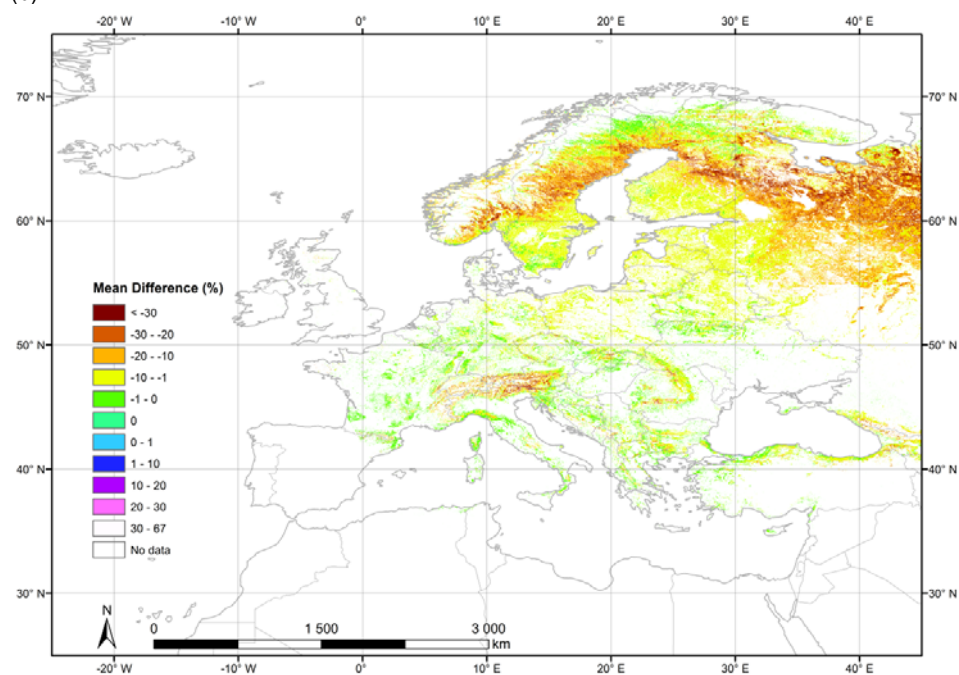 -20° W -10° W 0° 10° E 20° E 30° E 40° E
70° N 70° N
60° N 60° N
Mean Difference (%)
< -30
-30 - -20
50° N 50° N
-20 - -10
-10 - -1
-1 - 0
0
0 - 1
1 - 10
40° N 40° N
10 - 20
20 - 30
30 - 67
No data
30° N 30° N
N
0 1 500 3 000
km
-20° W -10° W 0° 10° E 20° E 30° E 40° E